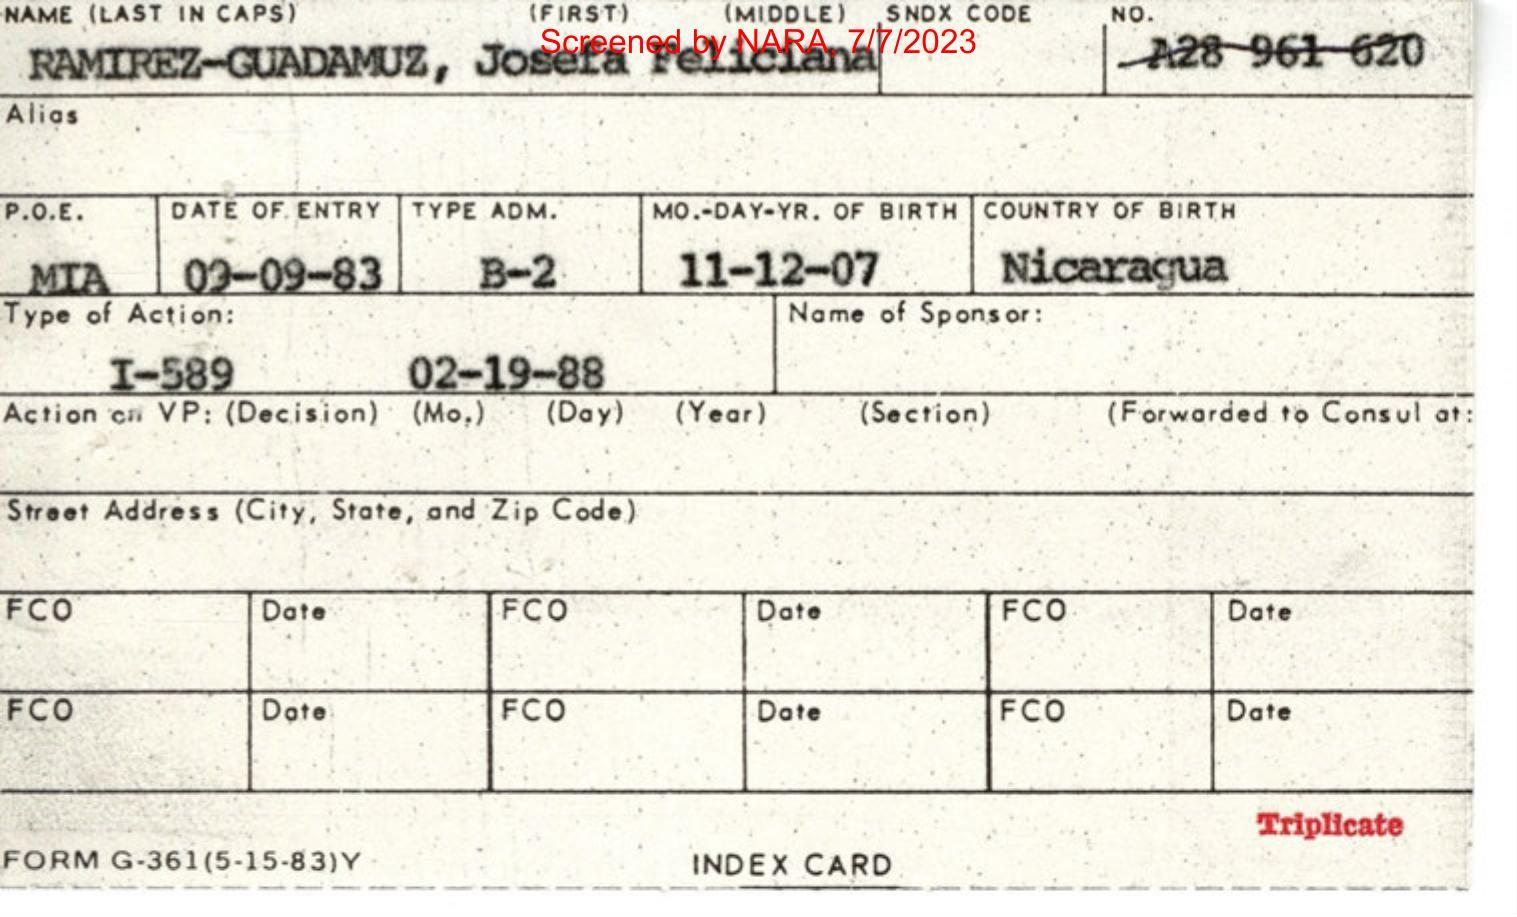 NAME (LAST IN CAPS) (FIRST) (MIDDLE) SNDX CODE NO.
Screened by NARA, 7/7/2023
RAMIREZ-GUADAMUZ, Josefa Feliciana A28 961 620
Alias
P.O.E. DATE OF ENTRY TYPE ADM. MO.-DAY-YR. OF BIRTH COUNTRY OF BIRTH
MIA 09-09-83 B-2 11-12-07 Nicaragua
Type of Action: Name of Sponsor:
I-589 02-19-88
Action on VP: (Decision) (Mo.) (Day) (Year) (Section) (Forwarded to Consul at:
Street Address (City, State, and Zip Code)
FCO Date FCO Date FCO Date
FCO Date FCO Date FCO Date
Triplicate
FORM G-361(5-15-83)Y INDEX CARD